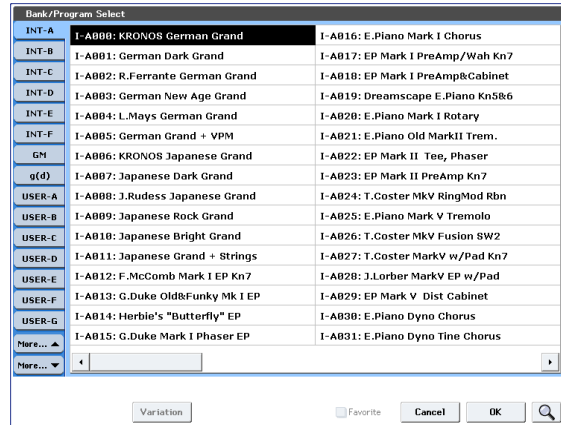 Bank/Program Select
INT-A
INT-B
INT-C
INT-D
INT-E
INT-F
GM
g(d)
USER-A
USER-B
USER-C
USER-D
USER-E
USER-F
USER-G
More...
More...
I-A000: KRONOS German Grand
I-A001: German Dark Grand
I-A002: R.Ferrante German Grand
I-A003: German New Age Grand
I-A004: L.Mays German Grand
I-A005: German Grand + VPM
I-A006: KRONOS Japanese Grand
I-A007: Japanese Dark Grand
I-A008: J.Rudess Japanese Grand
I-A009: Japanese Rock Grand
I-A010: Japanese Bright Grand
I-A011: Japanese Grand + Strings
I-A012: F.McComb Mark I EP Kn7
I-A013: G.Duke Old&Funky Mk I EP
I-A014: Herbie's "Butterfly" EP
I-A015: G.Duke Mark I Phaser EP
I-A016: E.Piano Mark I Chorus
I-A017: EP Mark I PreAmp/Wah Kn7
I-A018: EP Mark I PreAmp&Cabinet
I-A019: Dreamscape E.Piano Kn5&6
I-A020: E.Piano Mark I Rotary
I-A021: E.Piano Old MarkII Trem.
I-A022: EP Mark II Tee, Phaser
I-A023: EP Mark II PreAmp Kn7
I-A024: T.Coster MkV RingMod Rbn
I-A025: E.Piano Mark V Tremolo
I-A026: T.Coster MkV Fusion SW2
I-A027: T.Coster MarkV w/Pad Kn7
I-A028: J.Lorber MarkV EP w/Pad
I-A029: EP Mark V Dist Cabinet
I-A030: E.Piano Dyno Chorus
I-A031: E.Piano Dyno Tine Chorus
Variation
Favorite
Cancel
OK